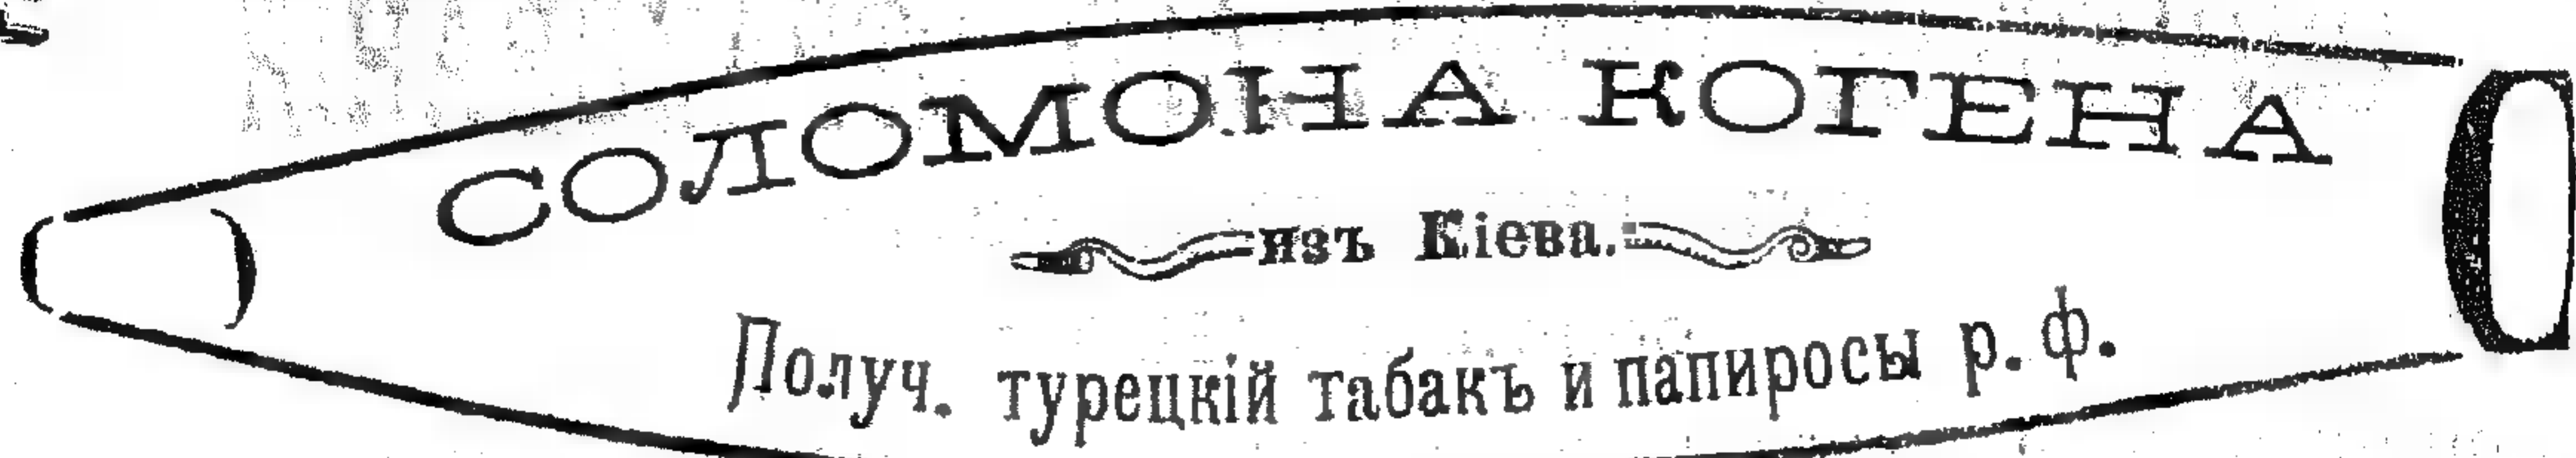 СОЛОМОНА КОГЕНА
изъ Кіева.
Получ. турецкій табакъ и папиросы р. ф.